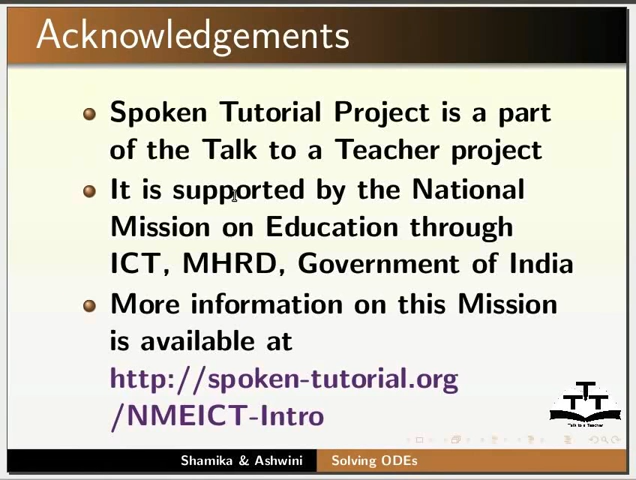 Acknowledgements
Spoken Tutorial Project is a part
of the Talk to a Teacher project
It is supported by the National
Mission on Education through
ICT, MHRD, Government of India
More information on this Mission
is available at
http://spoken-tutorial.org
/NMEICT-Intro
TTT
Talk to a Teacher
Shamika & Ashwini Solving ODEs